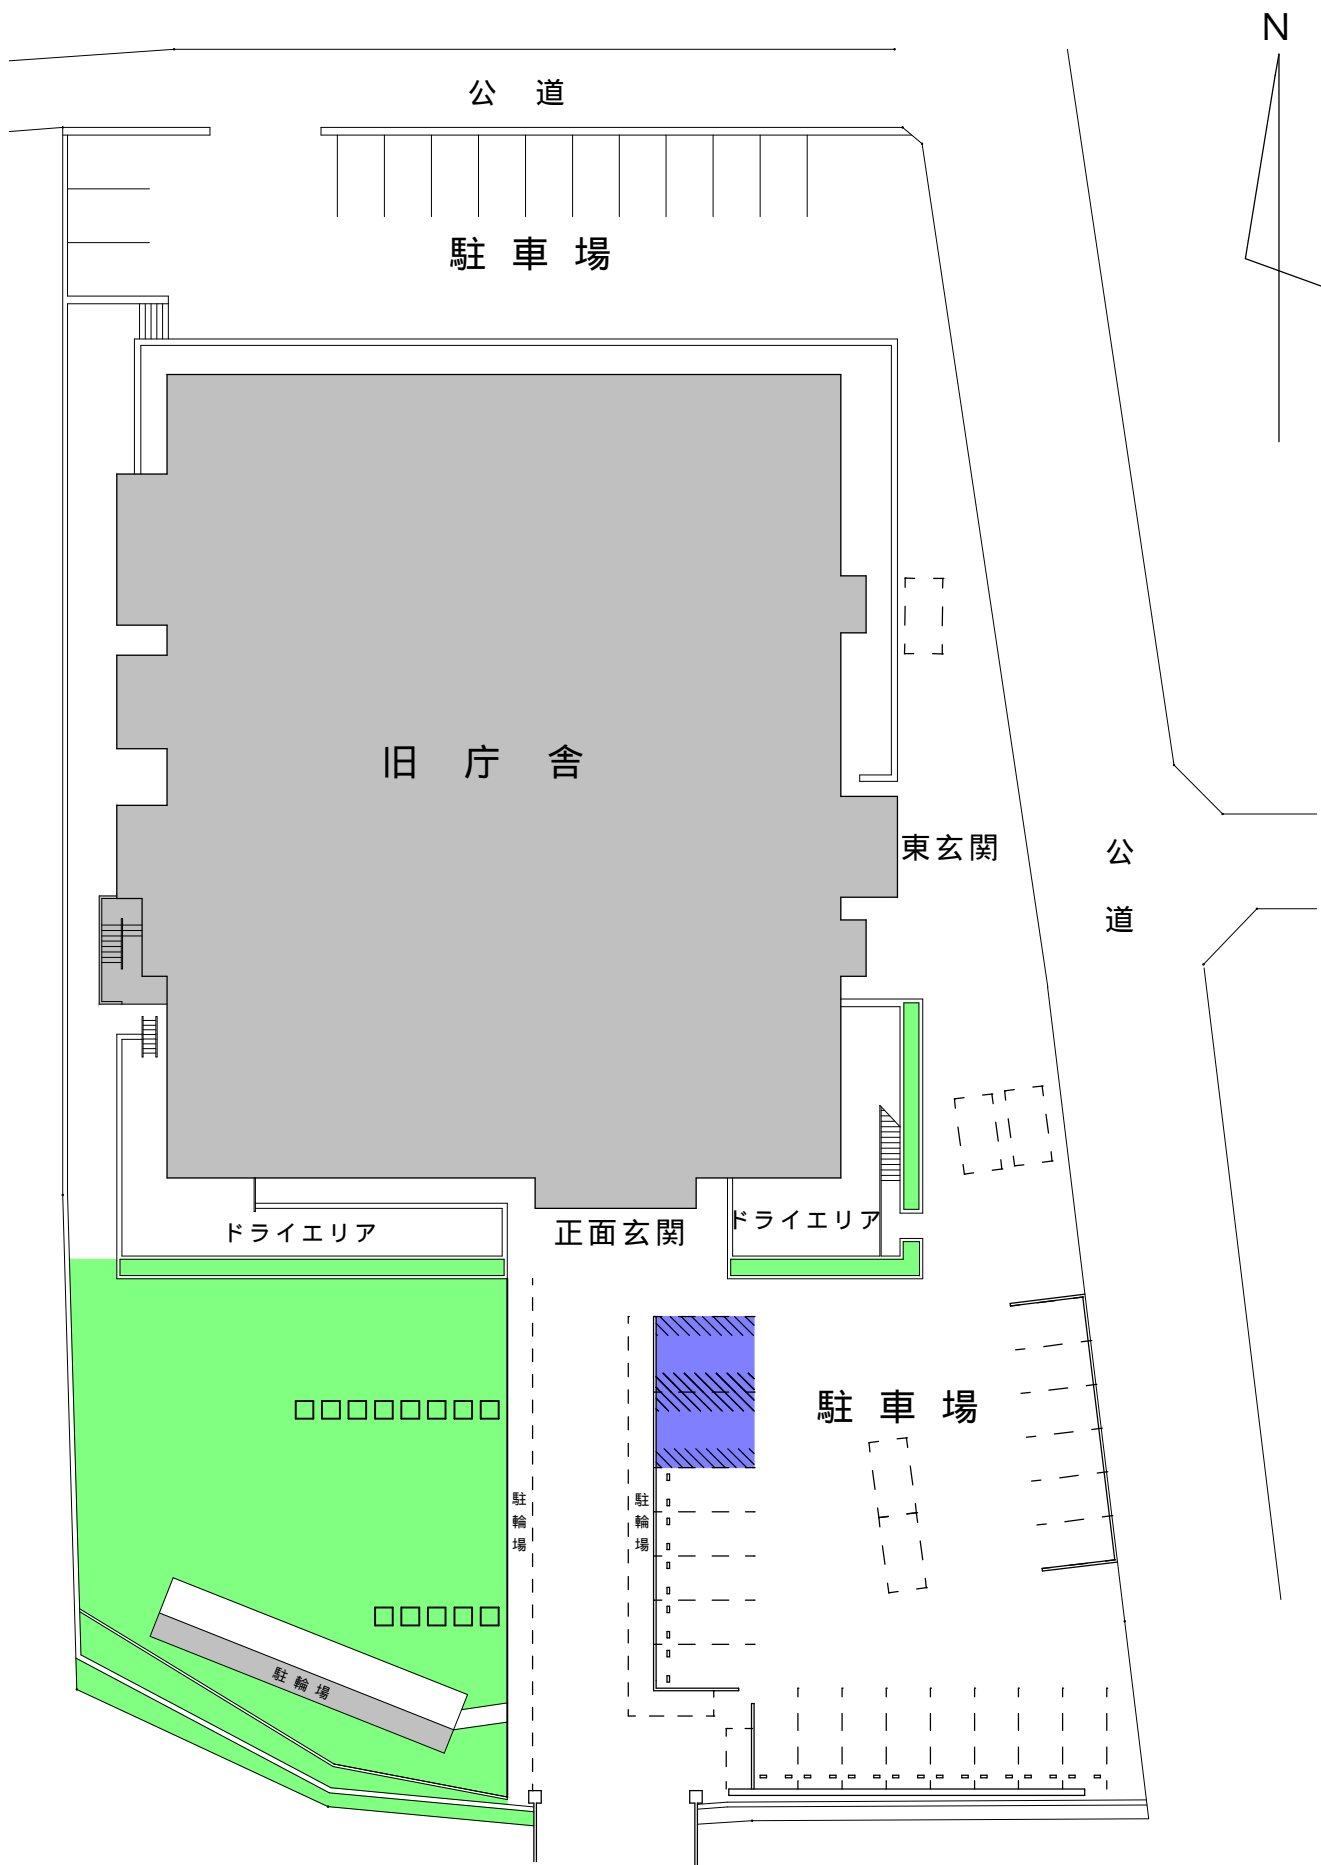 N
公 道
駐 車 場
旧 庁 舎
東玄関
公
道
ドライエリア
正面玄関
ドライエリア
駐 車 場
駐
輪
場
駐
輪
場
駐 輪 場